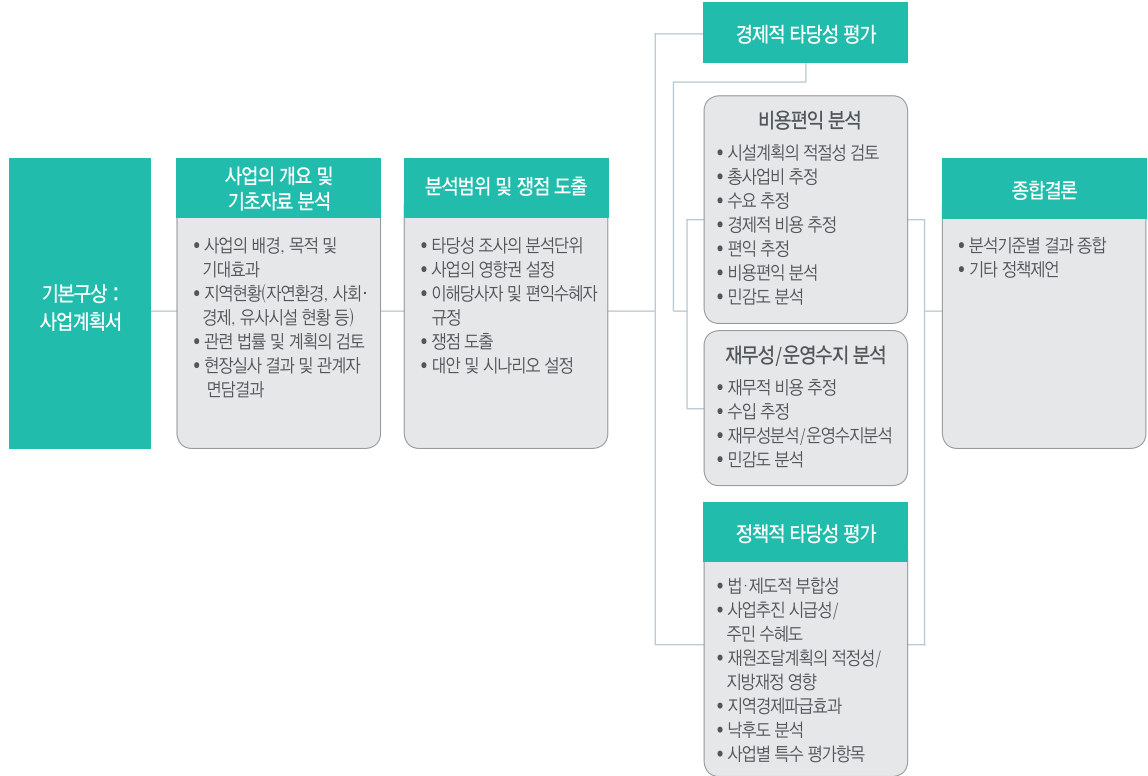 기본구상 :
사업계획서
사업의 개요 및
기초자료 분석
• 사업의 배경, 목적 및
기대효과
• 지역현황(자연환경, 사회·
경제, 유사시설 현황 등)
• 관련 법률 및 계획의 검토
• 현장실사 결과 및 관계자
면담결과
분석범위 및 쟁점 도출
• 타당성 조사의 분석단위
• 사업의 영향권 설정
• 이해당사자 및 편익수혜자
규정
• 쟁점 도출
• 대안 및 시나리오 설정
경제적 타당성 평가
비용편익 분석
• 시설계획의 적절성 검토
• 총사업비 추정
• 수요 추정
• 경제적 비용 추정
• 편익 추정
• 비용편익 분석
• 민감도 분석
재무성/운영수지 분석
• 재무적 비용 추정
• 수입 추정
• 재무성분석/운영수지분석
• 민감도 분석
정책적 타당성 평가
• 법·제도적 부합성
• 사업추진 시급성/
주민 수혜도
• 재원조달계획의 적정성/
지방재정 영향
• 지역경제파급효과
• 낙후도 분석
• 사업별 특수 평가항목
종합결론
• 분석기준별 결과 종합
• 기타 정책제언